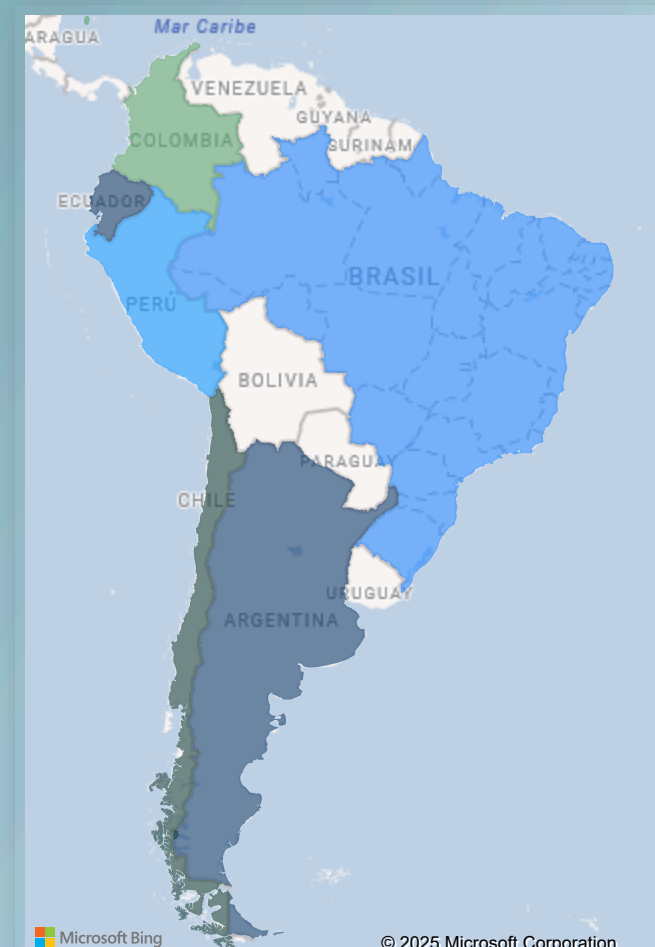 Mar Caribe
ARAGUA
VENEZUELA
GUYANA
COLOMBIA
SURINAM
ECUADOR
BRASIL
PERÚ
BOLIVIA
PARAGUAY
CHILE
URUGUAY
ARGENTINA
Microsoft Bing
© 2025 Microsoft Corporation